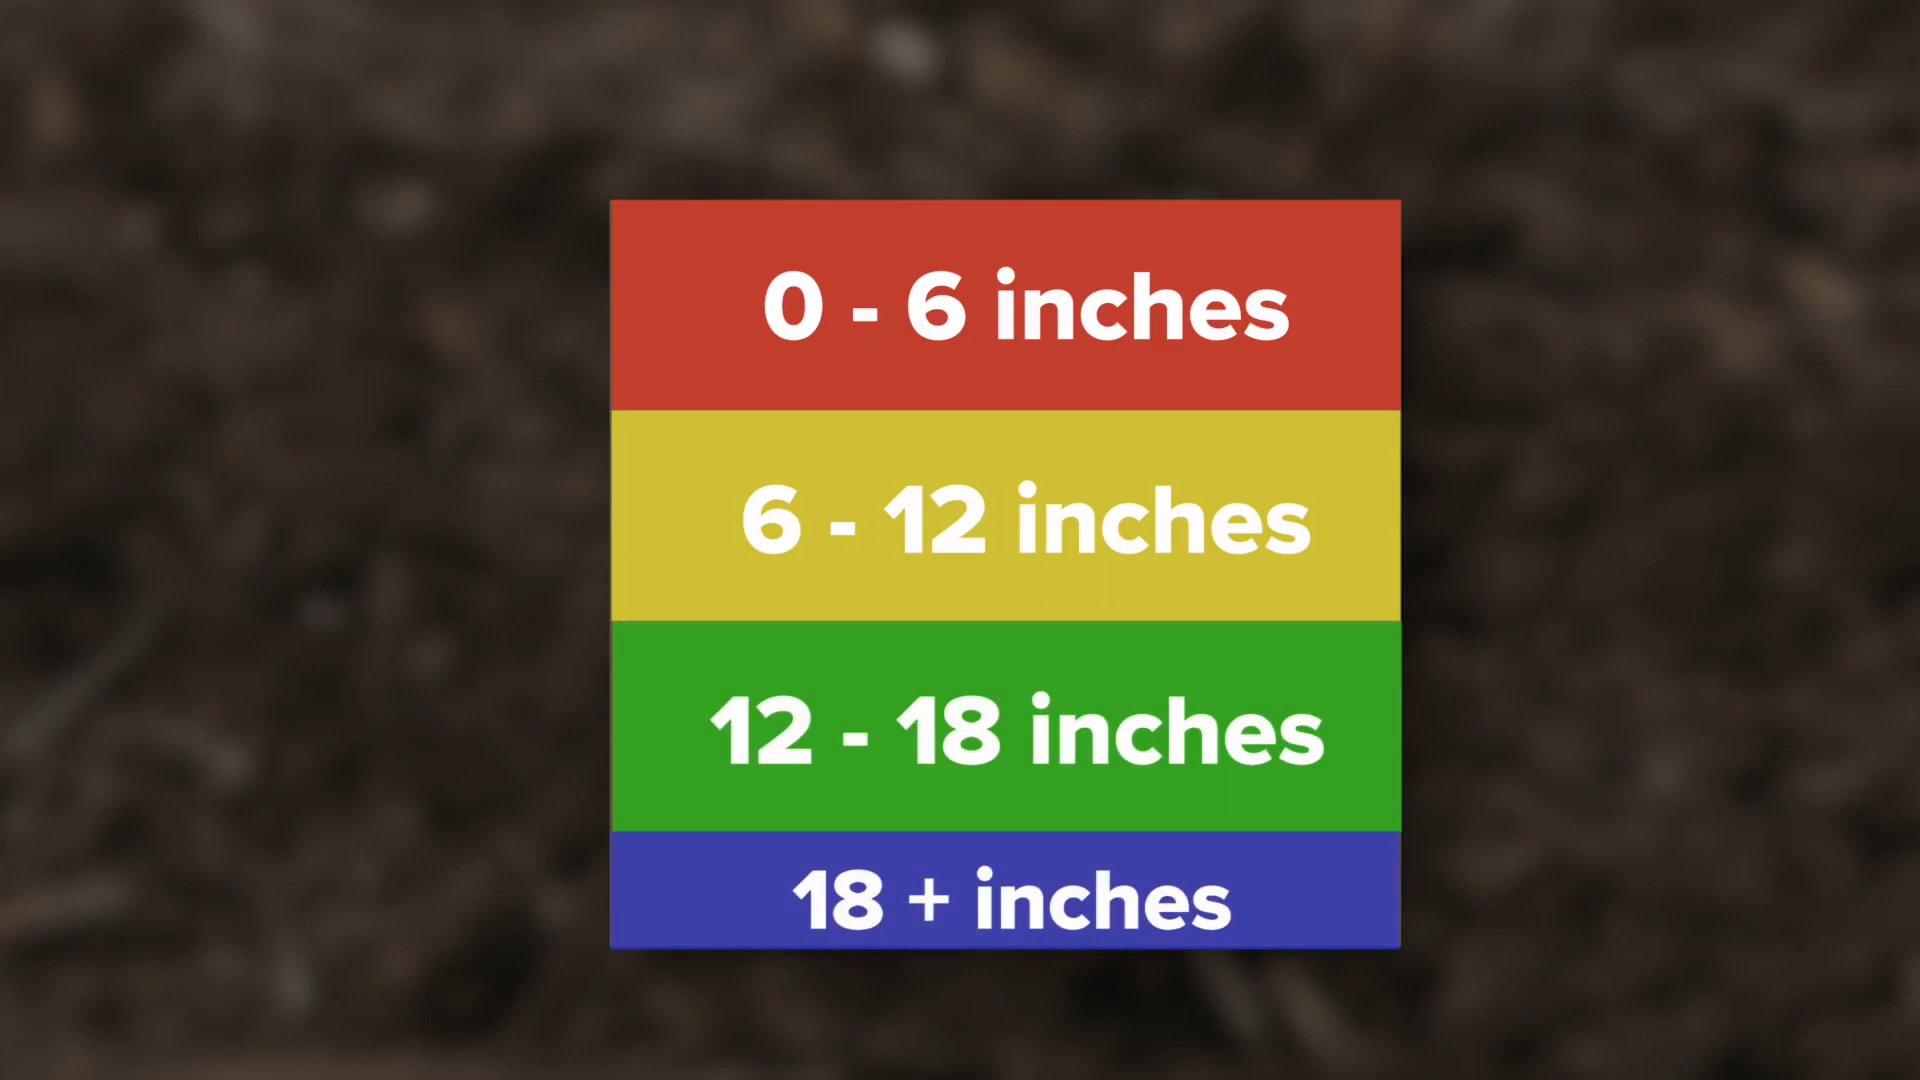 0 - 6 inches
6 - 12 inches
12 - 18 inches
18 + inches